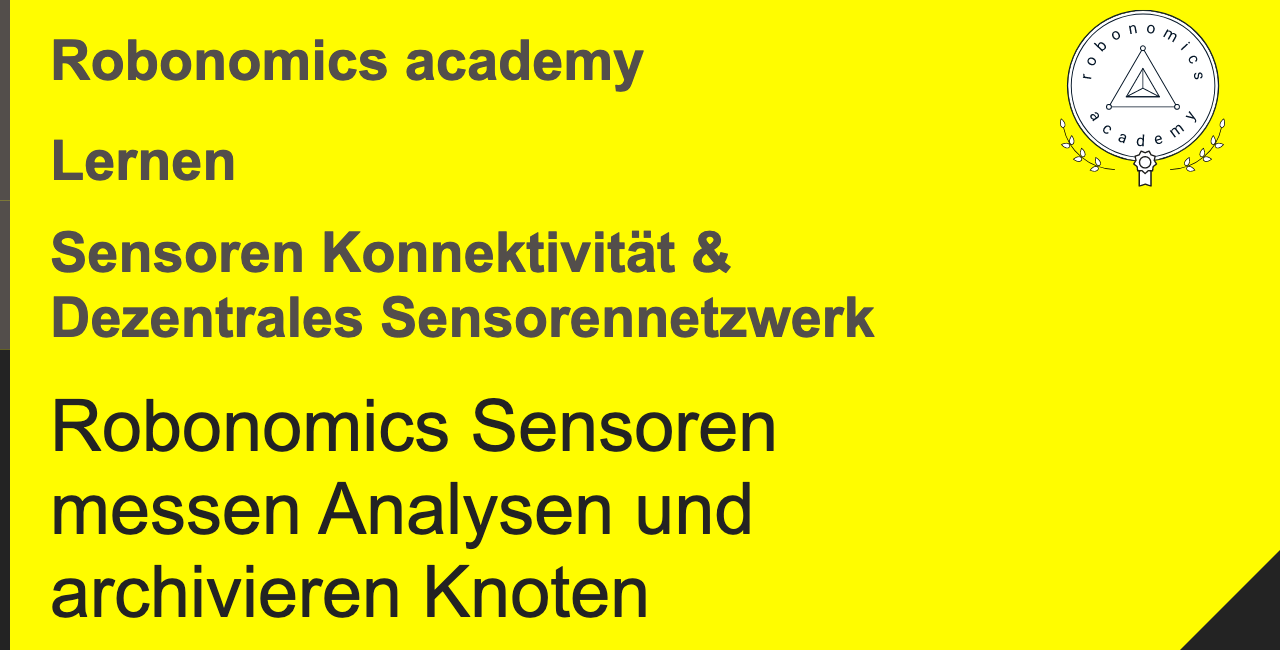 Robonomics academy
robonomics
academy
Lernen
Sensoren Konnektivität &
Dezentrales Sensorennetzwerk
Robonomics Sensoren
messen Analysen und
archivieren Knoten